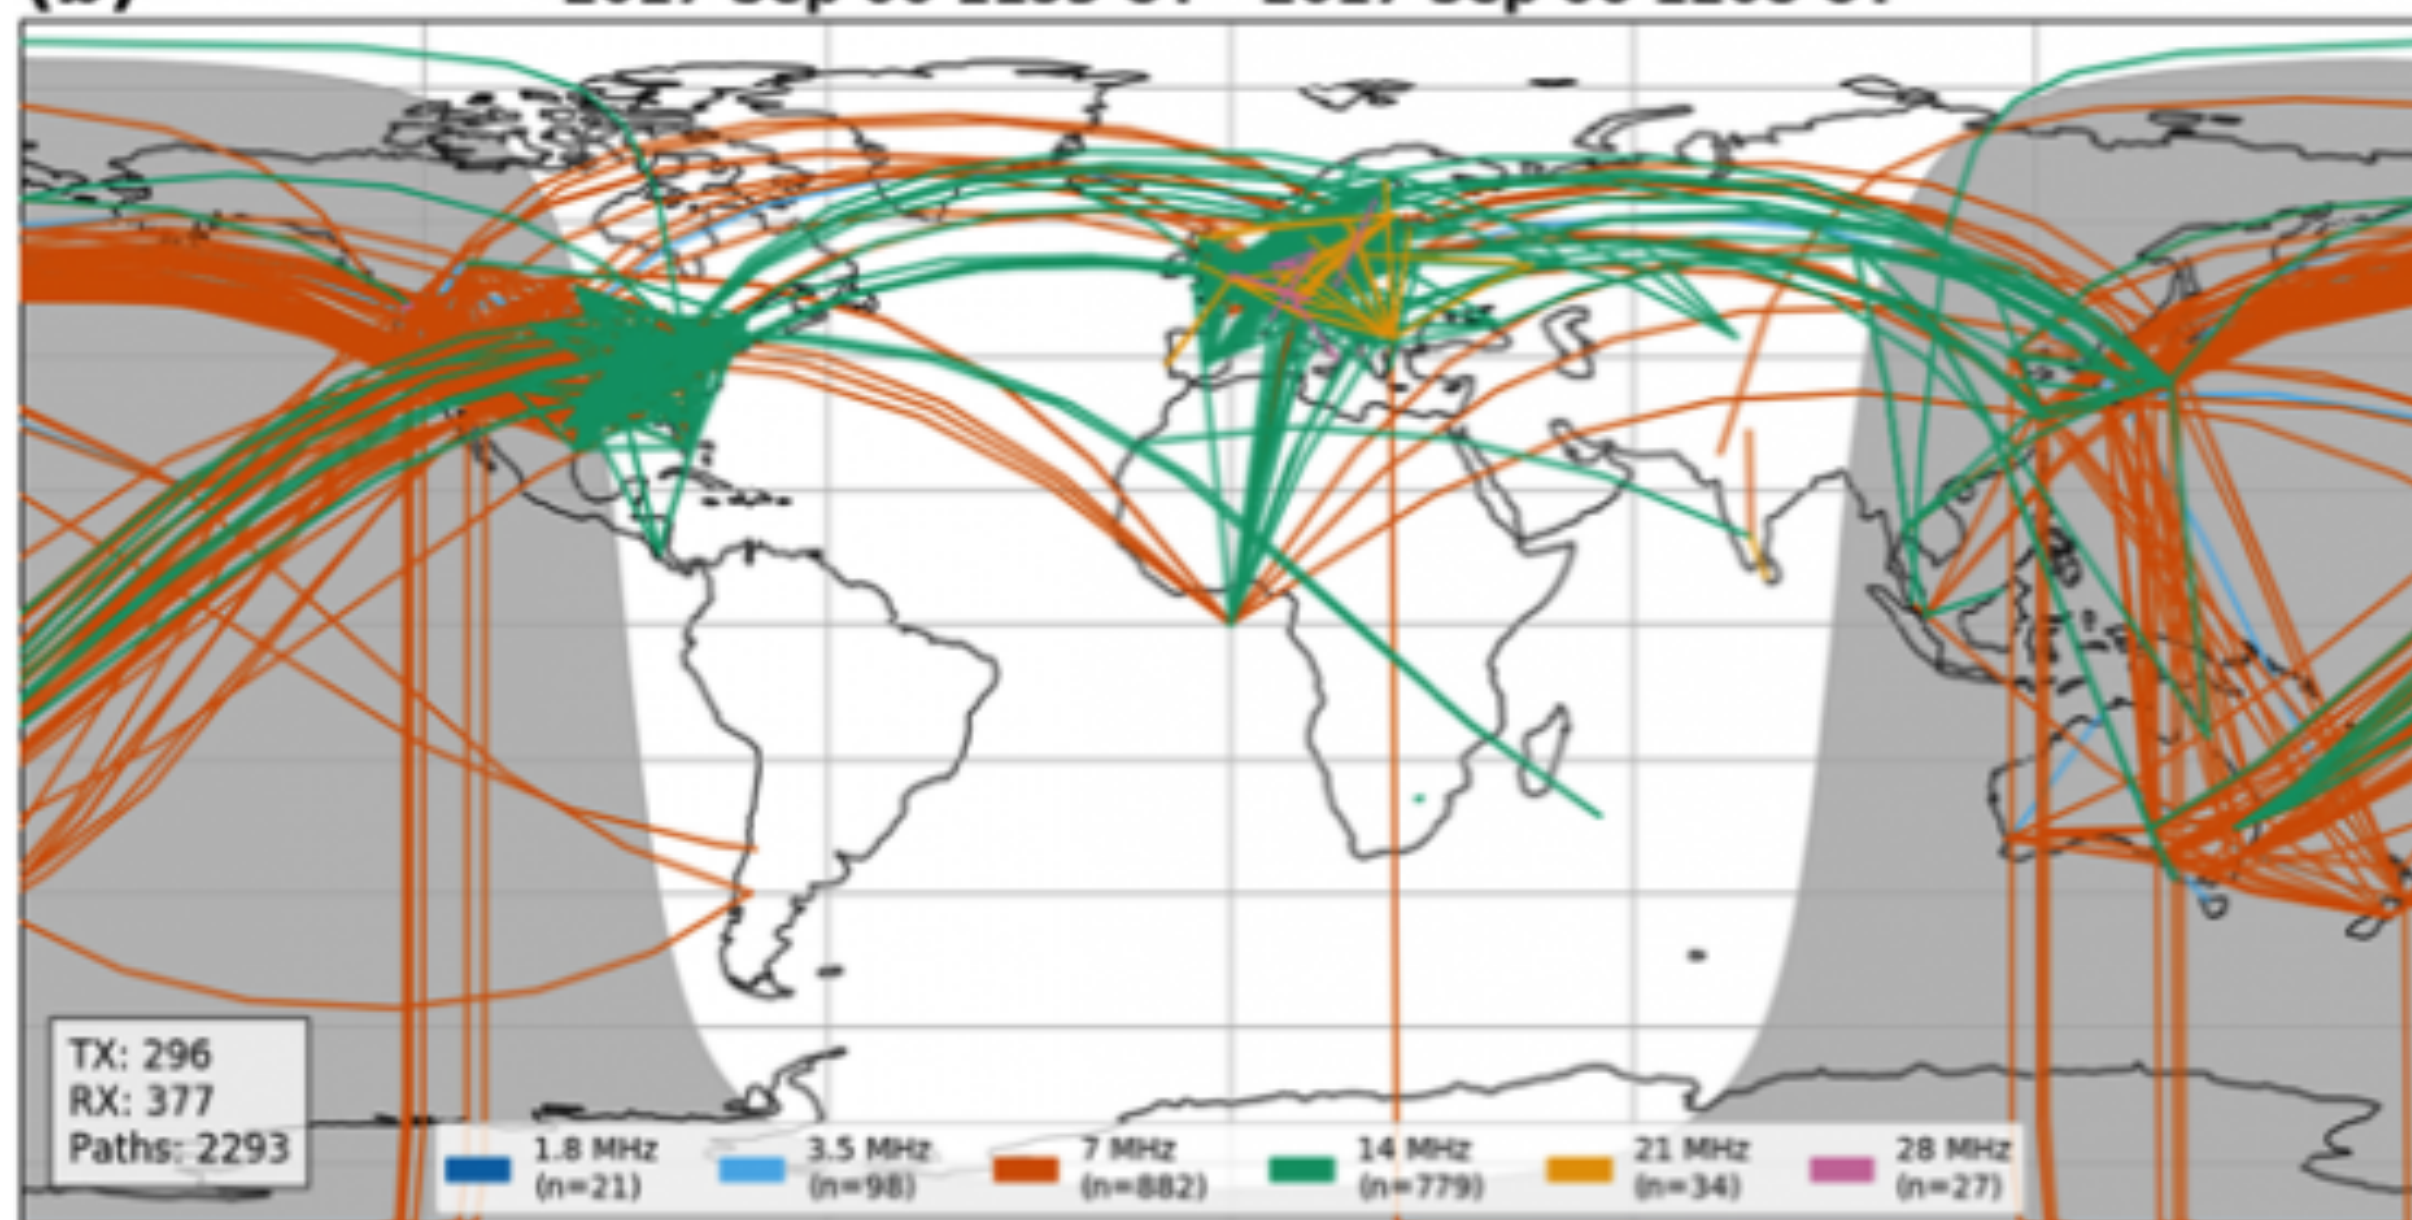 TX: 296
RX: 377
Paths: 2293
1.8 MHz
(n=21)
3.5 MHz
(n=98)
7 MHz
(n=882)
14 MHz
(n=779)
21 MHz
(n=34)
28 MHz
(n=27)